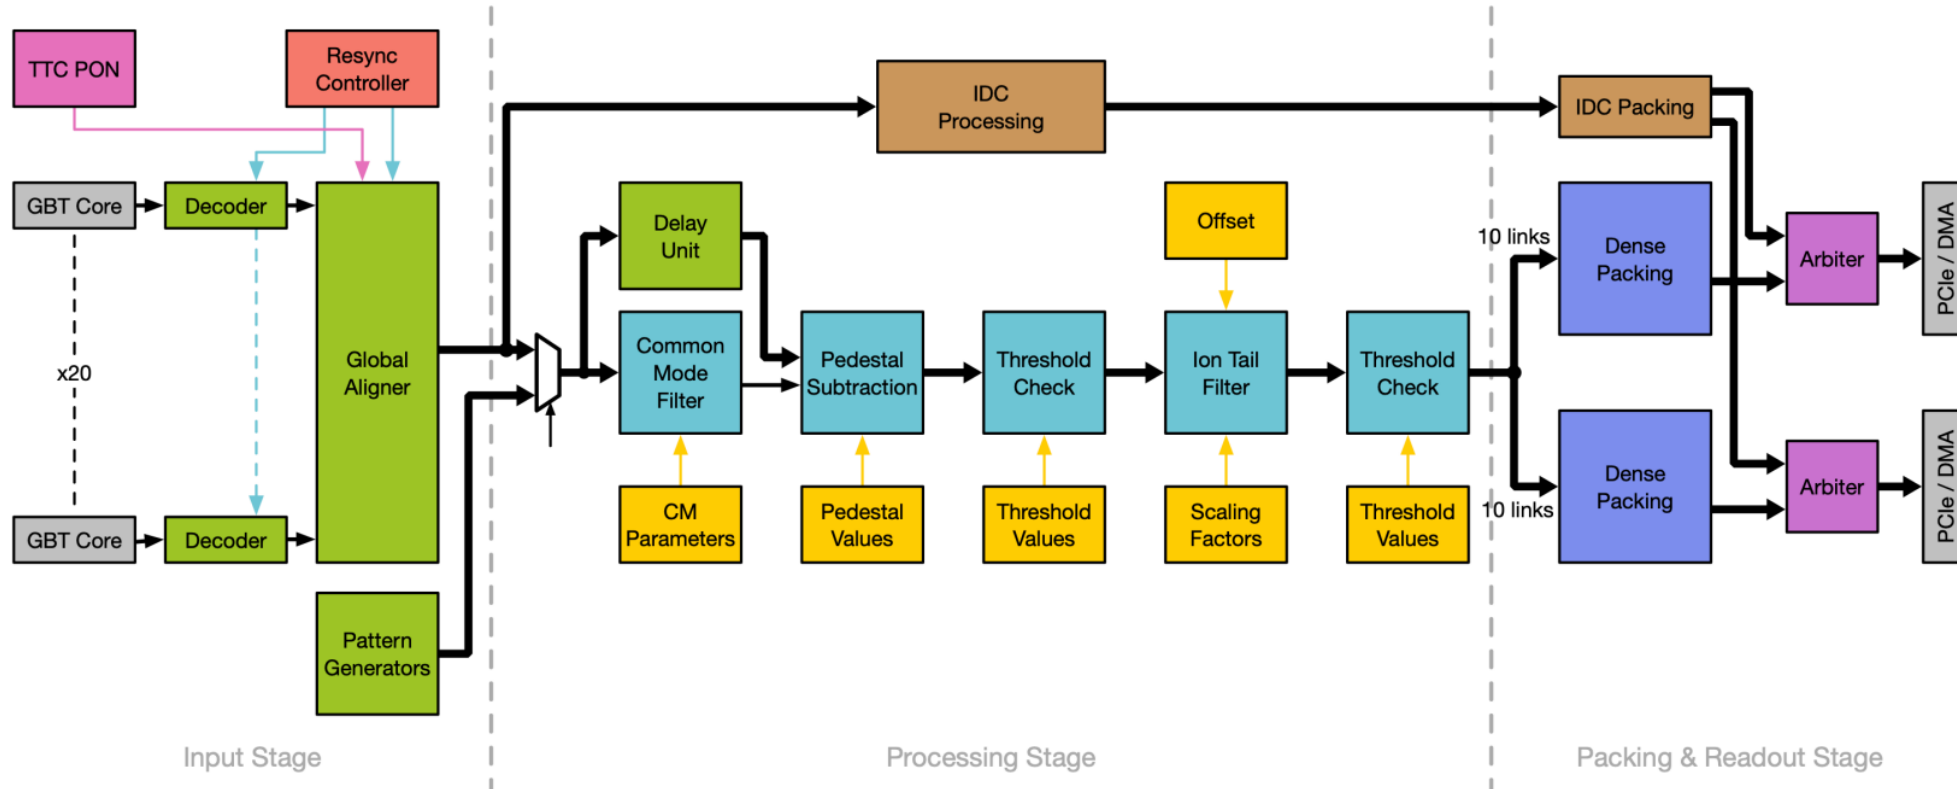 TTC PON
Resync
Controller
IDC
Processing
IDC Packing
GBT Core
Decoder
Delay
Unit
Offset
10 links
Dense
Packing
Arbiter
PCIe / DMA
x20
Global
Aligner
Common
Mode
Filter
Pedestal
Subtraction
Threshold
Check
Ion Tail
Filter
Threshold
Check
GBT Core
Decoder
CM
Parameters
Pedestal
Values
Threshold
Values
Scaling
Factors
Threshold
Values
10 links
Dense
Packing
Arbiter
PCIe / DMA
Pattern
Generators
Input Stage
Processing Stage
Packing & Readout Stage